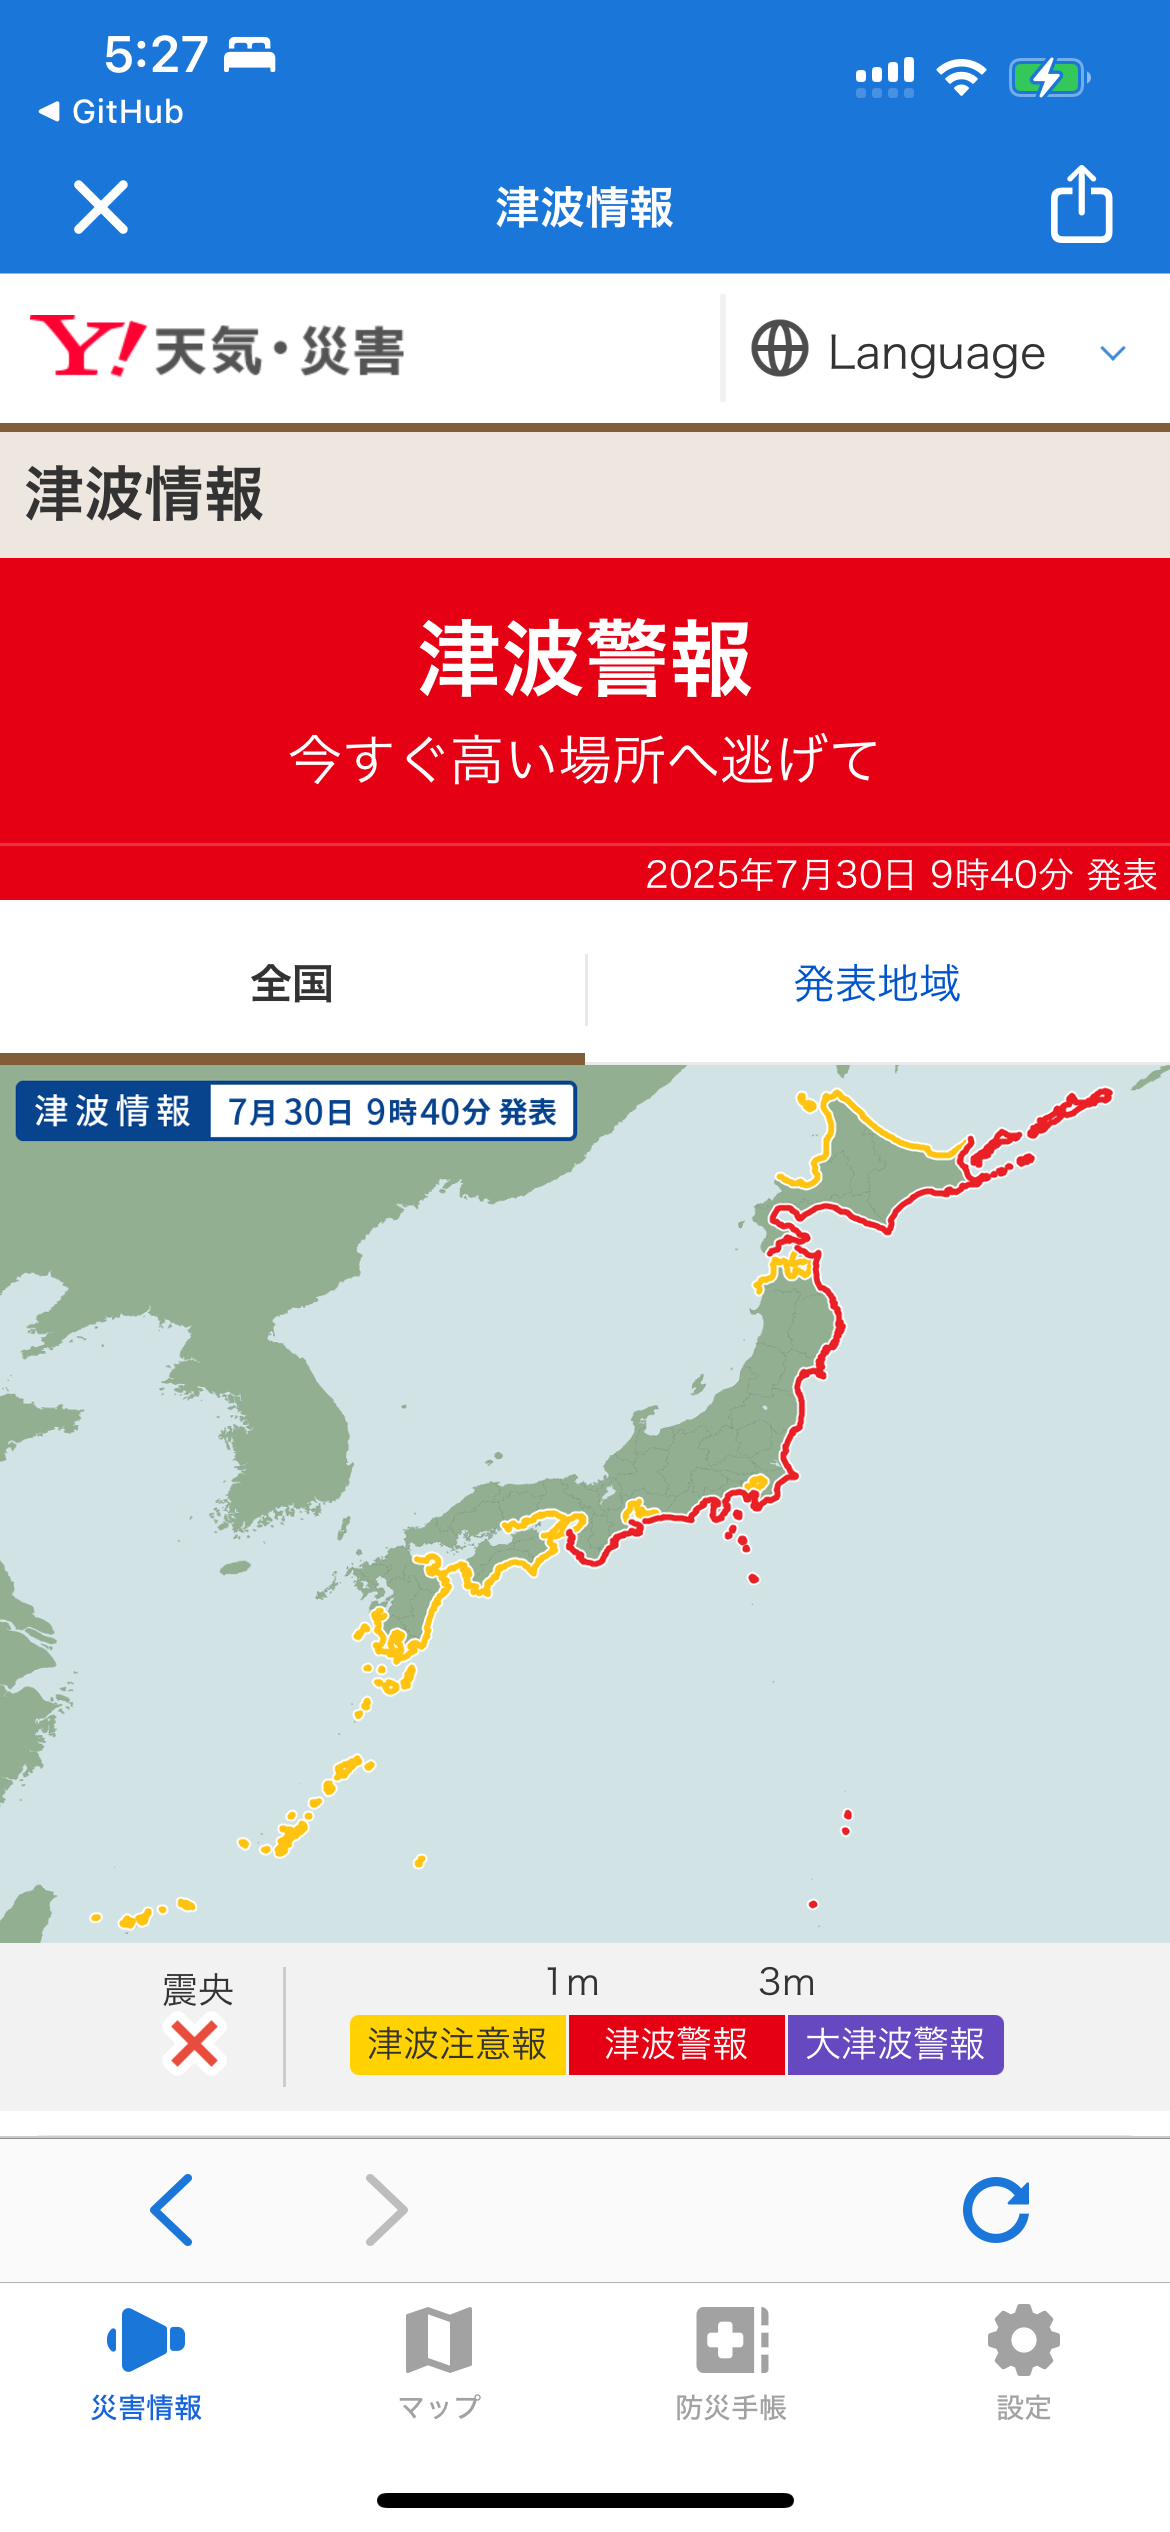 5:27
◀ GitHub
津波情報
Y! 天気・災害
Language
津波情報
津波警報
今すぐ高い場所へ逃げて
2025年7月30日 9時40分 発表
全国
発表地域
津波情報 7月30日 9時40分 発表
震央
1m 3m
津波注意報 津波警報 大津波警報
災害情報
マップ
防災手帳
設定